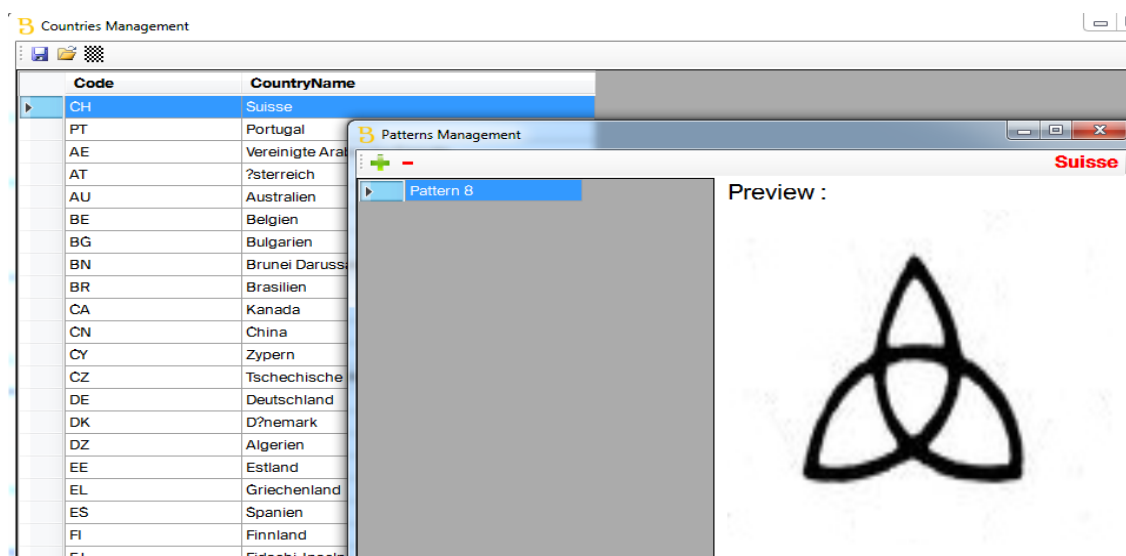 B Countries Management
Code CountryName
CH Suisse
PT Portugal
AE Vereinigte
AT ?sterreich
AU Australien
BE Belgien
BG Bulgarien
BN Brunei
BR Brasilien
CA Kanada
CN China
CY Zypern
CZ Tschechische
DE Deutschland
DK D?nemark
DZ Algerien
EE Estland
EL Griechenland
ES Spanien
FI Finnland
B Patterns Management
Suisse
Pattern 8
Preview :